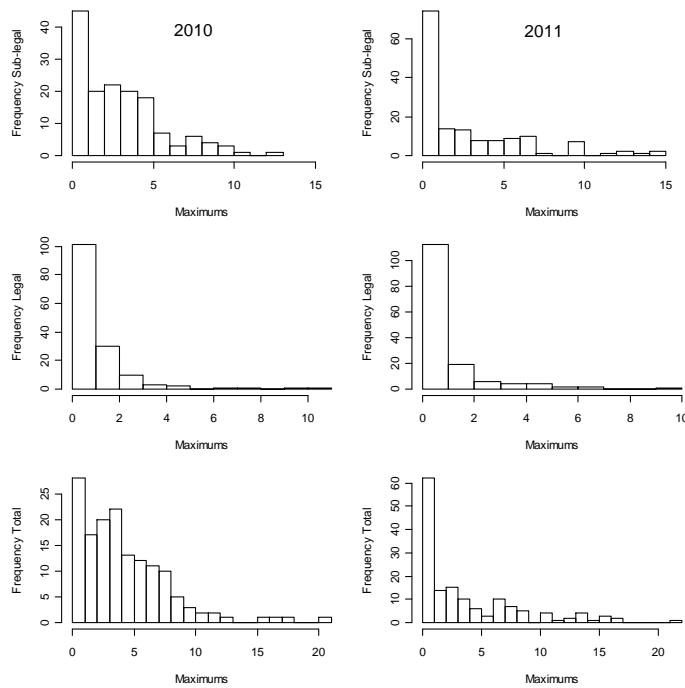 2010
Frequency Sub-legal
0 10 20 30 40
0 5 10 15
Maximums
2011
Frequency Sub-legal
0 20 40 60
0 5 10 15
Maximums
Frequency Legal
0 20 40 60 80 100
0 2 4 6 8 10
Maximums
Frequency Legal
0 20 40 60 80 100
0 2 4 6 8 10
Maximums
Frequency Total
0 5 10 15 20 25
0 5 10 15 20
Maximums
Frequency Total
0 10 20 30 40 50 60
0 5 10 15 20
Maximums